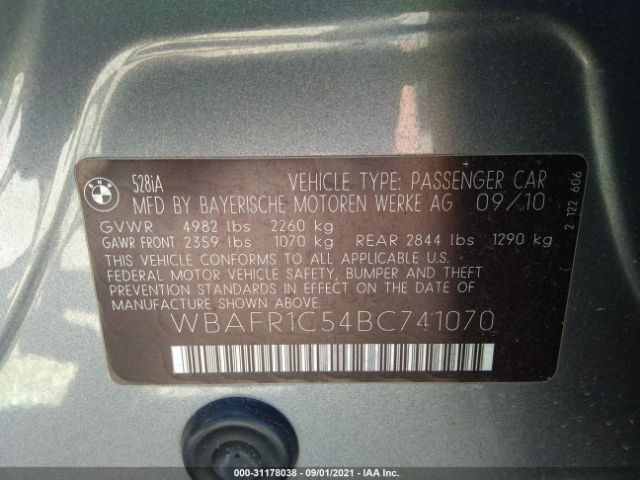 BMW
528iA VEHICLE TYPE: PASSENGER CAR
MFD BY BAYERISCHE MOTOREN WERKE AG 09/10
GVWR 4982 lbs 2260 kg
GAWR FRONT 2359 lbs 1070 kg REAR 2844 lbs 1290 kg
THIS VEHICLE CONFORMS TO ALL APPLICABLE U.S.
FEDERAL MOTOR VEHICLE SAFETY, BUMPER AND THEFT
PREVENTION STANDARDS IN EFFECT ON THE DATE OF
MANUFACTURE SHOWN ABOVE.
WBAFR1C54BC741070
2 122 606
000-31178038 - 09/01/2021 - IAA Inc.